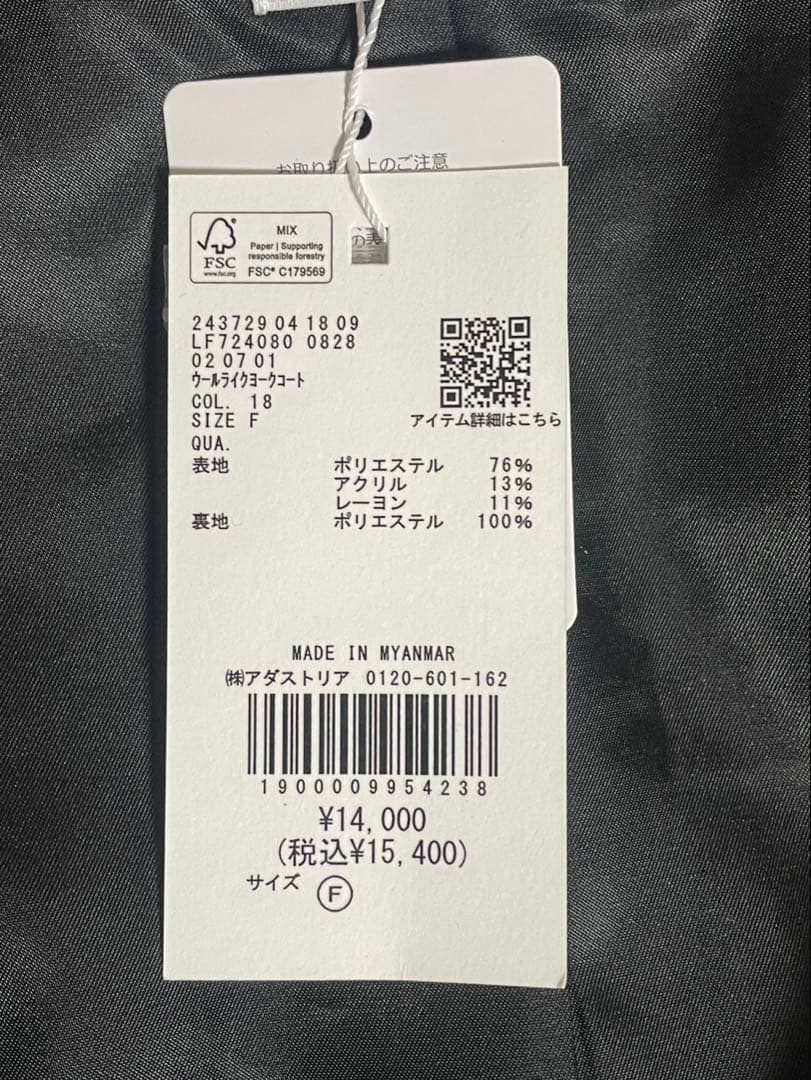 お取り扱い上のご注意
の表
FSC®
www.fsc.org
MIX
Paper | Supporting
responsible forestry
FSC® C179569
243729 04 18 09
LF724080 0828
02 07 01
ｳｰﾙﾗｲｸﾖｰｸｺｰﾄ
COL. 18
SIZE F
QUA.
アイテム詳細はこちら
表地 ポリエステル 76%
アクリル 13%
レーヨン 11%
裏地 ポリエステル 100%
MADE IN MYANMAR
㈱アダストリア 0120-601-162
1900009954238
¥14,000
(税込¥15,400)
サイズ Ⓕ